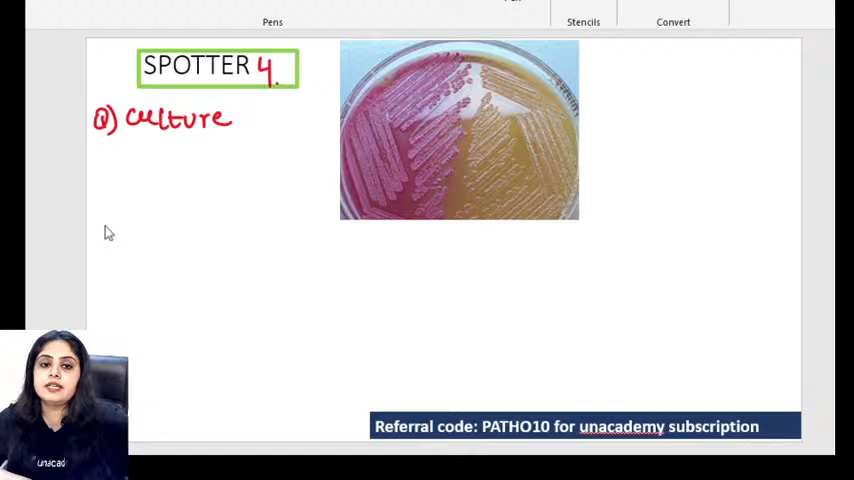 Pens
Stencils
Convert
SPOTTER 4.
Q) culture
Referral code: PATHO10 for unacademy subscription
unacad